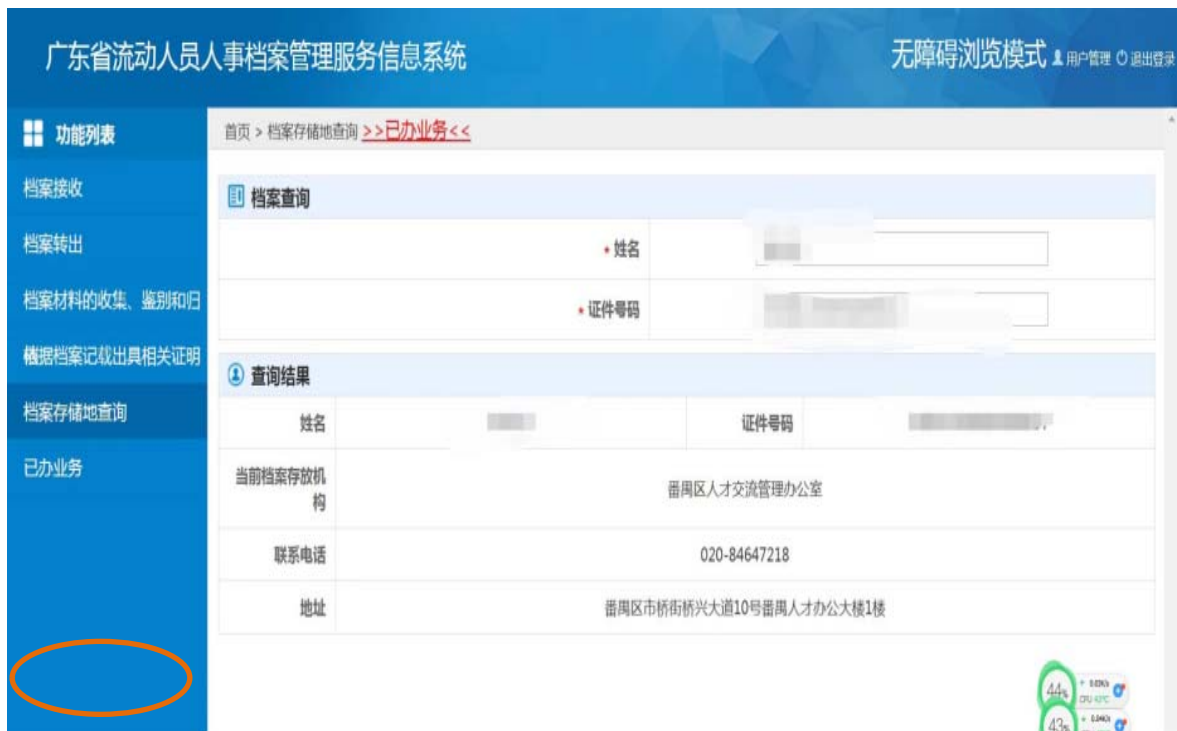 广东省流动人员人事档案管理服务信息系统
无障碍浏览模式 用户管理 退出登录
功能列表
首页 > 档案存储地查询 >>已办业务<<
档案接收
档案查询
档案转出
* 姓名
档案材料的收集、鉴别和归
* 证件号码
依据档案记载出具相关证明
查询结果
档案存储地查询
姓名
证件号码
已办业务
当前档案存放机
构
番禺区人才交流管理办公室
联系电话
020-84647218
地址
番禺区市桥街桥兴大道10号番禺人才办公大楼1楼
44%
CPU 43℃
43%